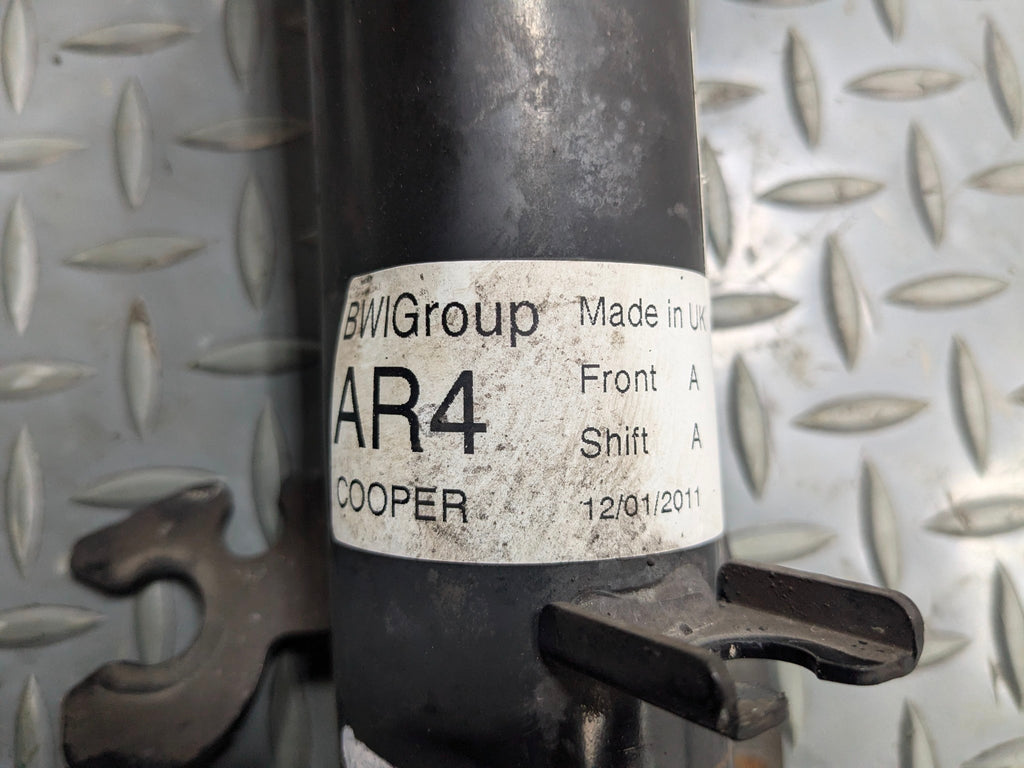 BWIGroup
AR4
COOPER
Made in UK
Front A
Shift A
12/01/2011